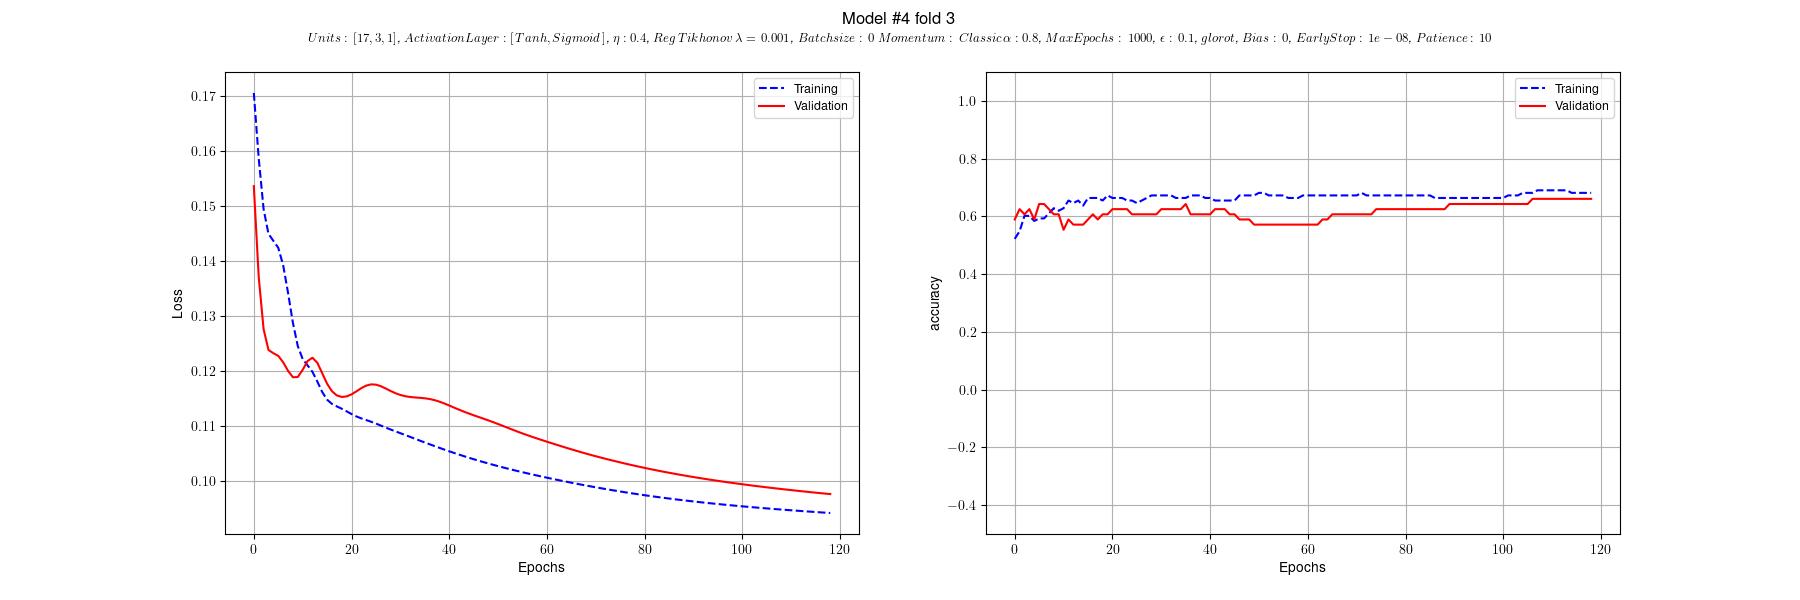 Model #4 fold 3
Units : [17, 3, 1], ActivationLayer : [Tanh, Sigmoid], η : 0.4, Reg Tikhonov λ = 0.001, Batchsize : 0 Momentum : Classicα : 0.8, MaxEpochs : 1000, ϵ : 0.1, glorot, Bias : 0, EarlyStop : 1e − 08, Patience : 10
Training
Validation
0.17
0.16
0.15
0.14
0.13
0.12
0.11
0.10
Loss
0 20 40 60 80 100 120
Epochs
Training
Validation
1.0
0.8
0.6
0.4
0.2
0.0
−0.2
−0.4
accuracy
0 20 40 60 80 100 120
Epochs